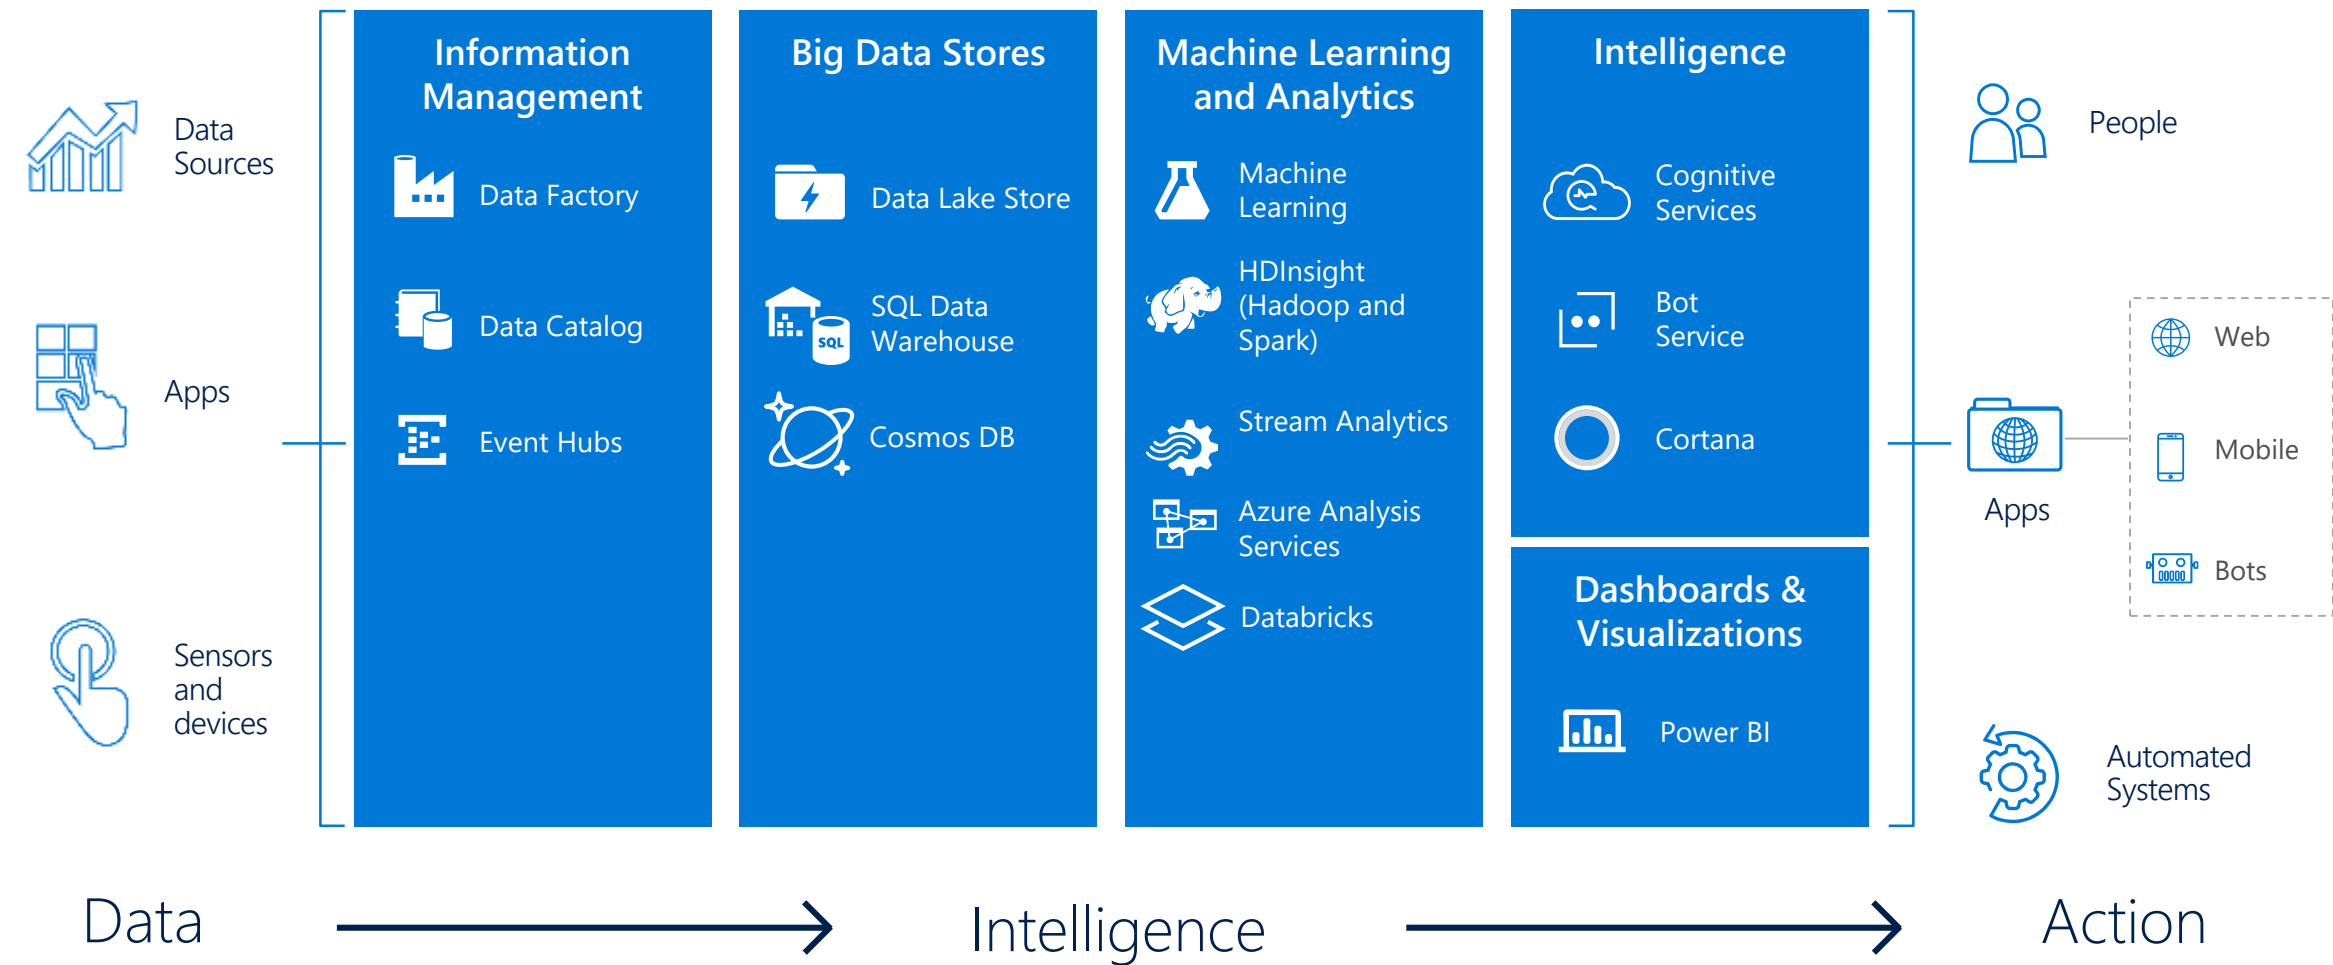 Data
Sources
Apps
Sensors
and
devices
Information
Management
Data Factory
Data Catalog
Event Hubs
Big Data Stores
Data Lake Store
SQL Data
Warehouse
SQL
Cosmos DB
Machine Learning
and Analytics
Machine
Learning
HDInsight
(Hadoop and
Spark)
Stream Analytics
Azure Analysis
Services
Databricks
Intelligence
Cognitive
Services
Bot
Service
Cortana
Dashboards &
Visualizations
Power BI
People
Apps
Web
Mobile
Bots
Automated
Systems
Data
Intelligence
Action